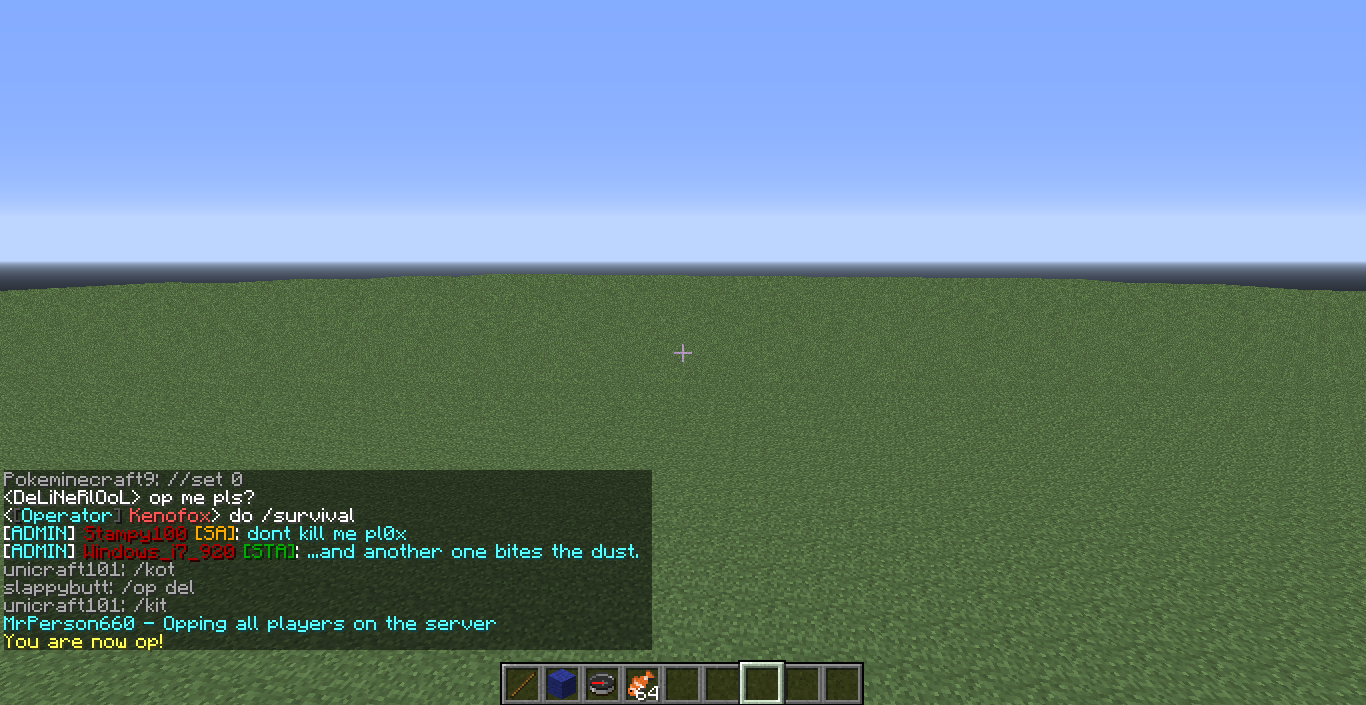 Pokeminecraft9: //set 0
<DeLiNeRlOoL> op me pls?
<[Operator] Kenofox> do /survival
[ADMIN] Stampy100 [SA]: dont kill me pl0x
[ADMIN] Windows_i7_920 [STA]: ...and another one bites the dust.
unicraft101: /kot
slappybutt: /op del
unicraft101: /kit
MrPerson660 - Opping all players on the server
You are now op!
64